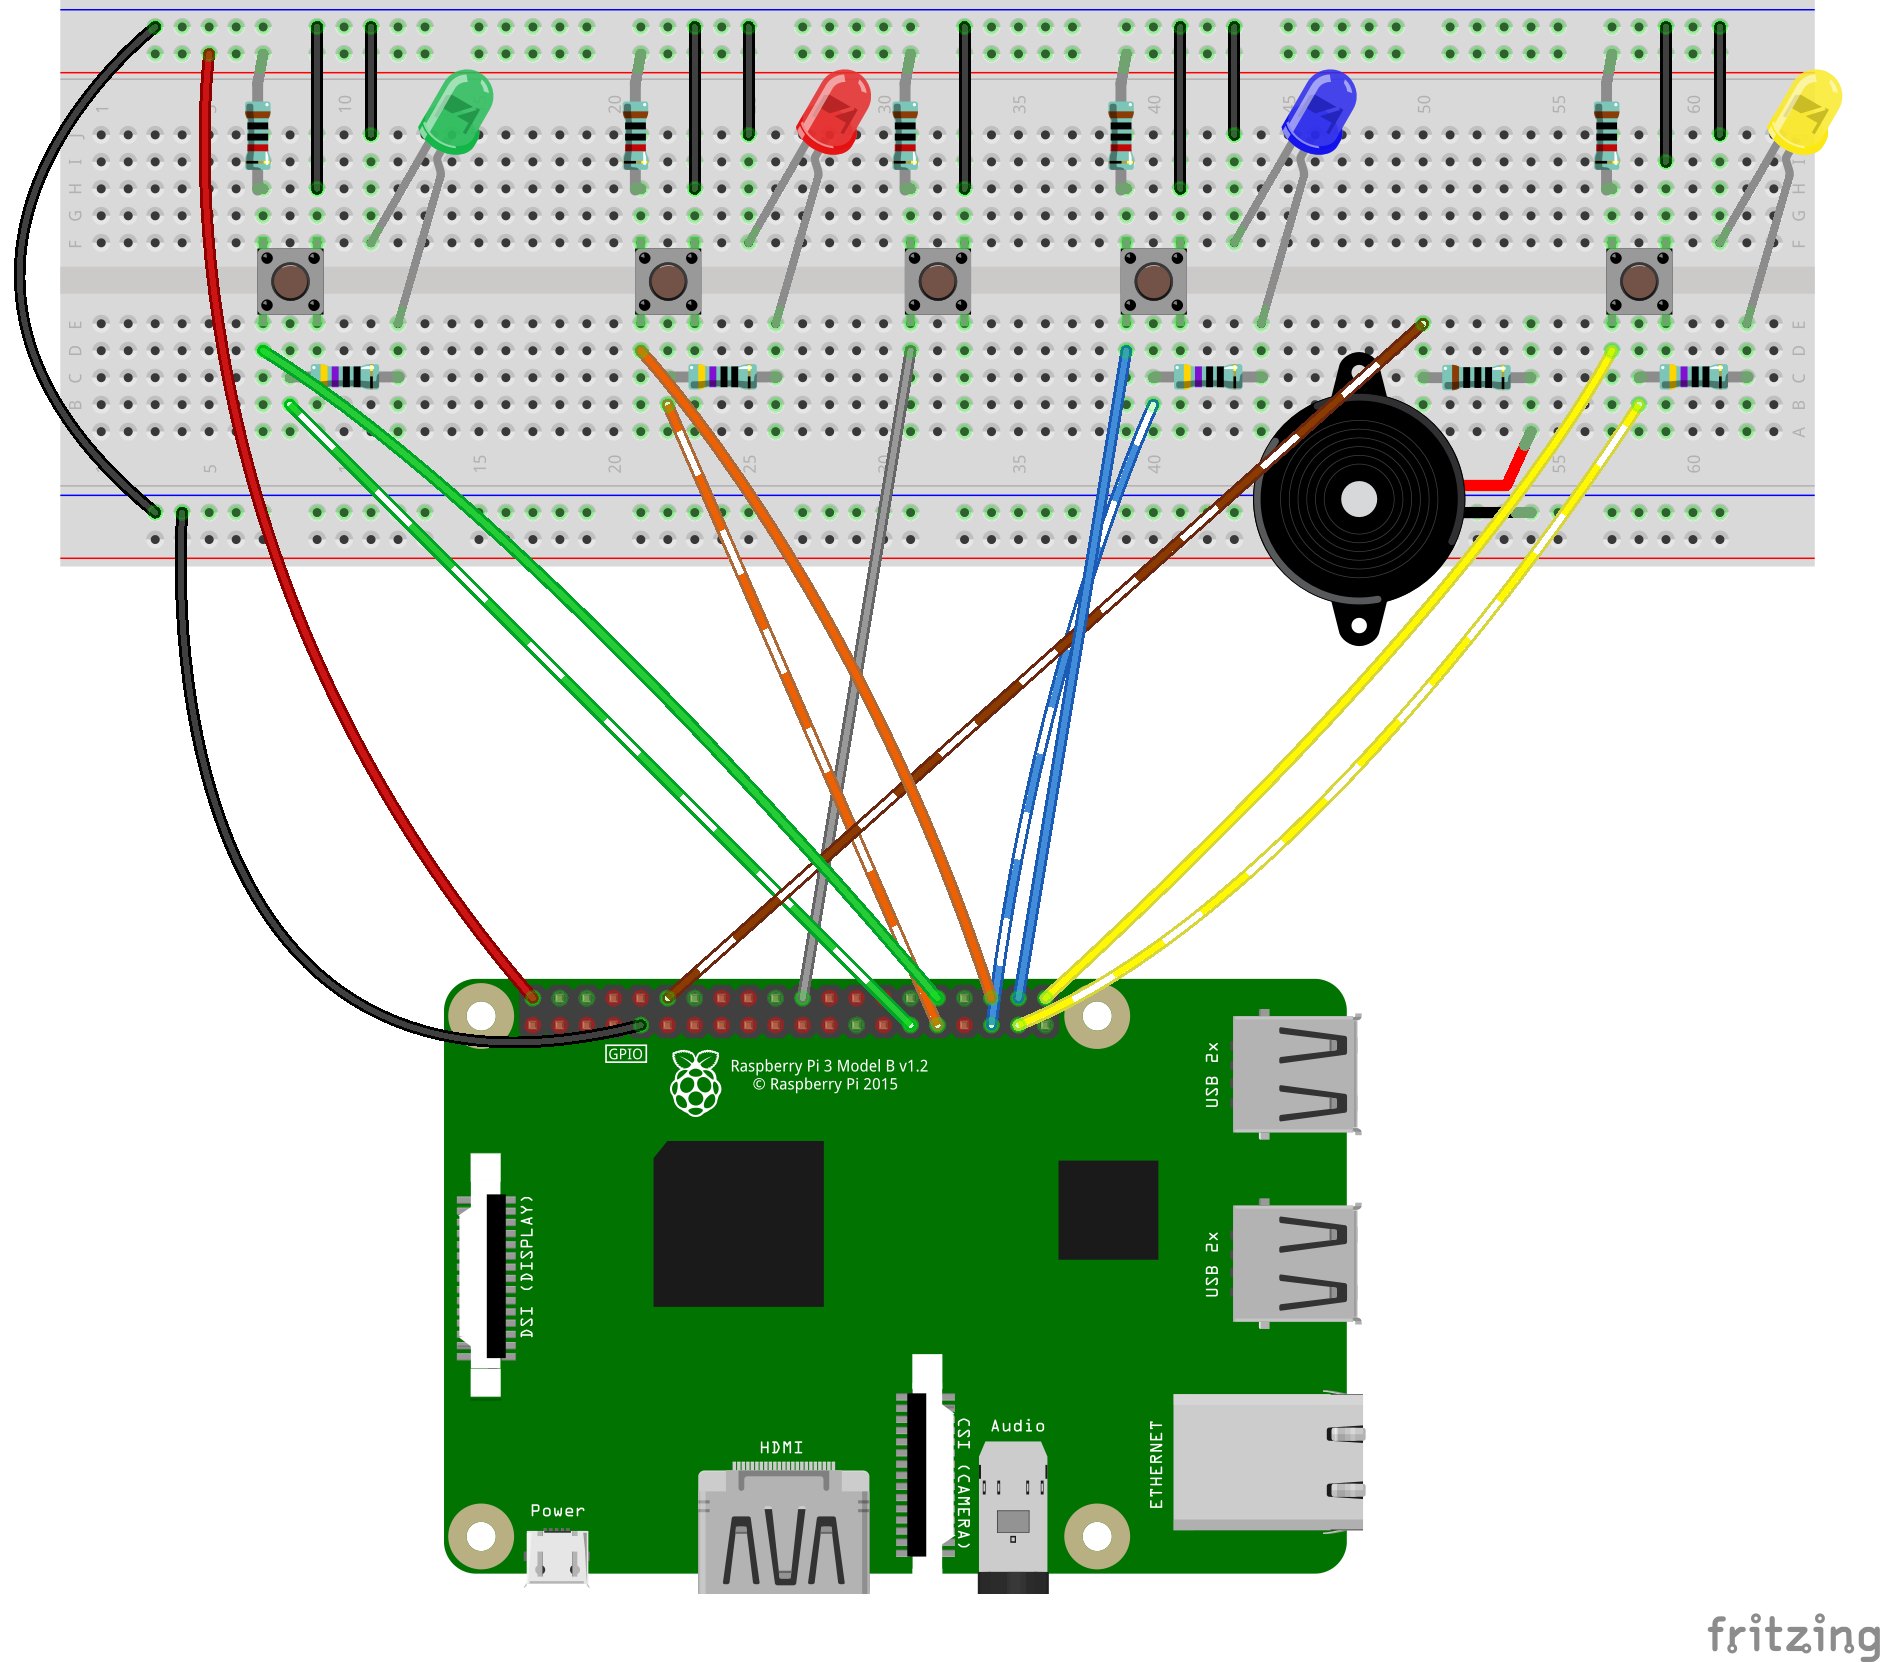 1
10
20
30
35
40
45
50
55
60
J
I
I
H
H
G
G
F
F
E
E
D
D
C
C
B
B
A
5
15
20
25
35
40
55
60
GPIO
Raspberry Pi 3 Model B v1.2
© Raspberry Pi 2015
USB 2x
USB 2x
DSI (DISPLAY)
CSI (CAMERA)
Audio
ETHERNET
HDMI
Power
fritzing